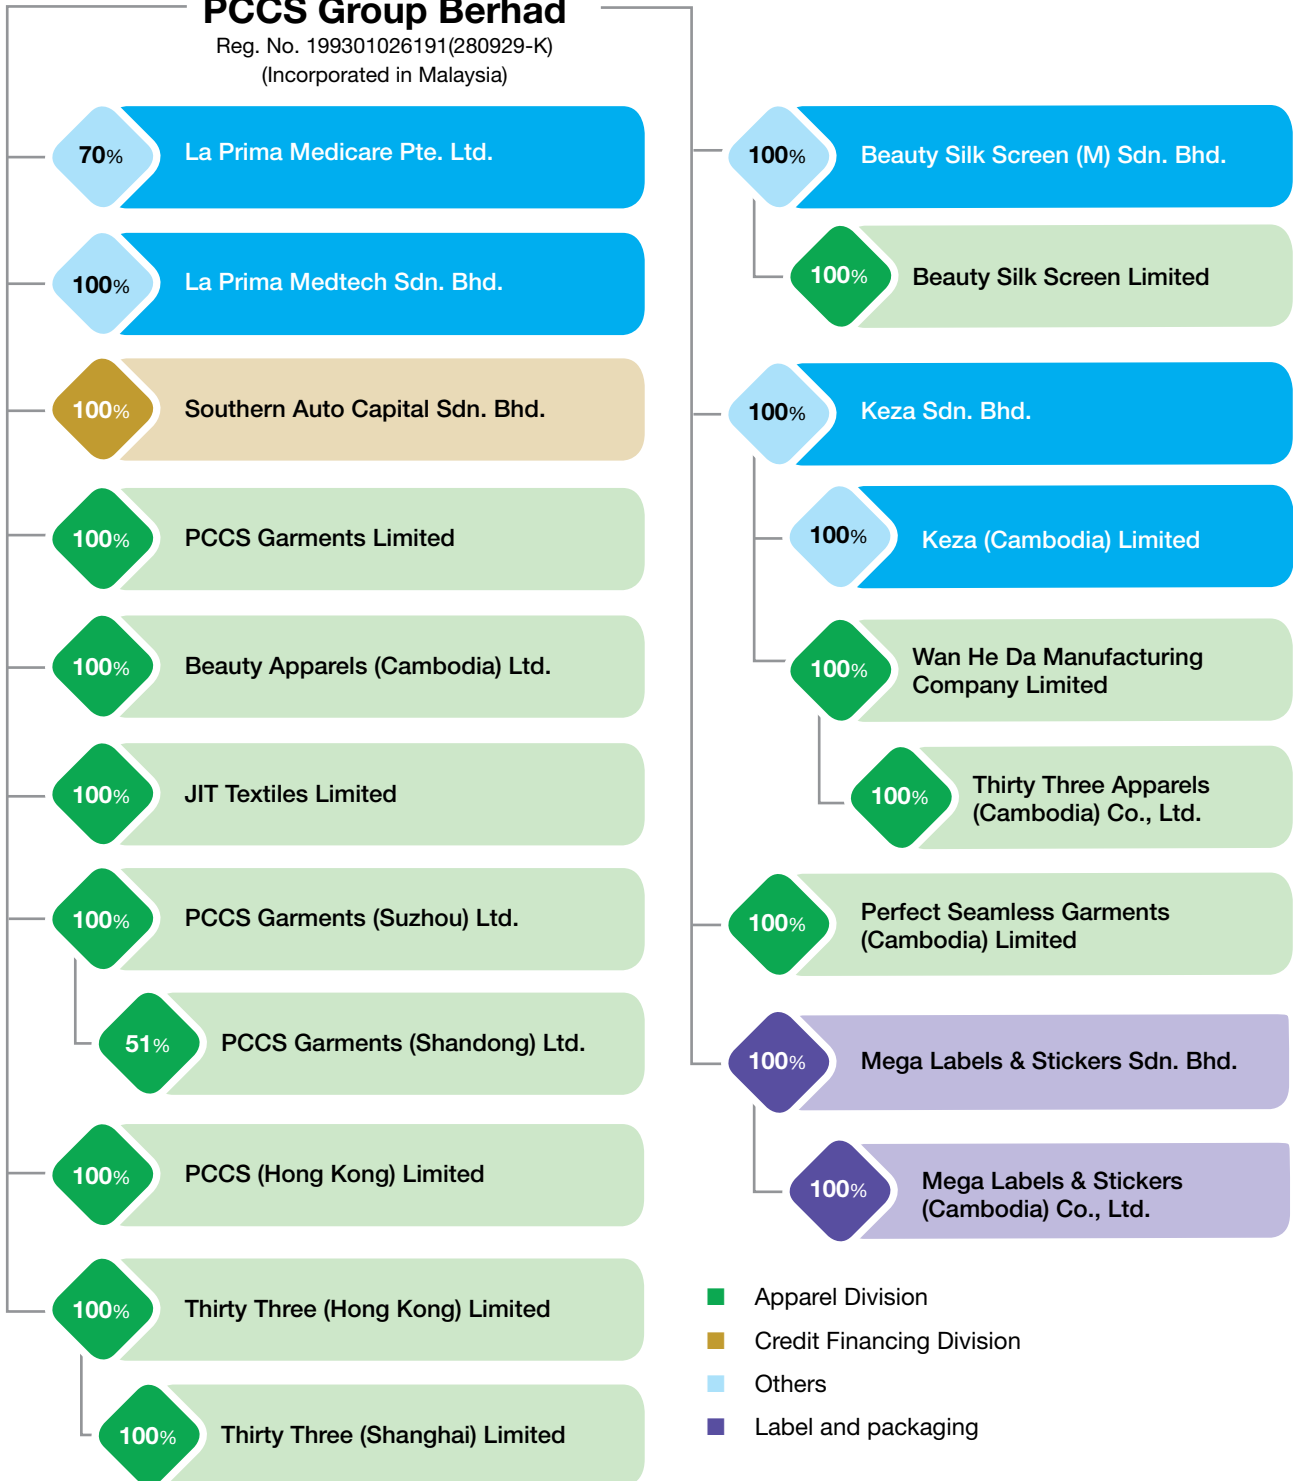 PCCS Group Berhad
Reg. No. 199301026191(280929-K)
(Incorporated in Malaysia)
70% La Prima Medicare Pte. Ltd.
100% La Prima Medtech Sdn. Bhd.
100% Southern Auto Capital Sdn. Bhd.
100% PCCS Garments Limited
100% Beauty Apparels (Cambodia) Ltd.
100% JIT Textiles Limited
100% PCCS Garments (Suzhou) Ltd.
51% PCCS Garments (Shandong) Ltd.
100% PCCS (Hong Kong) Limited
100% Thirty Three (Hong Kong) Limited
100% Thirty Three (Shanghai) Limited
100% Beauty Silk Screen (M) Sdn. Bhd.
100% Beauty Silk Screen Limited
100% Keza Sdn. Bhd.
100% Keza (Cambodia) Limited
100% Wan He Da Manufacturing
Company Limited
100% Thirty Three Apparels
(Cambodia) Co., Ltd.
100% Perfect Seamless Garments
(Cambodia) Limited
100% Mega Labels & Stickers Sdn. Bhd.
100% Mega Labels & Stickers
(Cambodia) Co., Ltd.
Apparel Division
Credit Financing Division
Others
Label and packaging